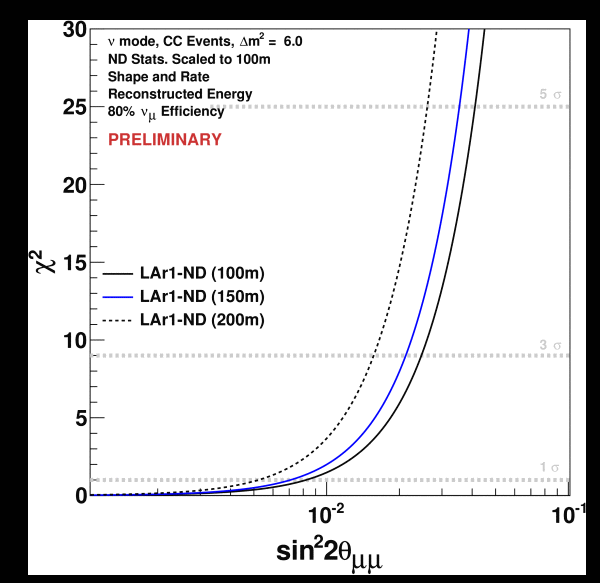 30
25
20
15
10
5
0
χ²
ν mode, CC Events, Δm² = 6.0
ND Stats. Scaled to 100m
Shape and Rate
Reconstructed Energy
80% νμ Efficiency
PRELIMINARY
5 σ
LAr1-ND (100m)
LAr1-ND (150m)
LAr1-ND (200m)
3 σ
1 σ
10⁻²
10⁻¹
sin²2θμμ